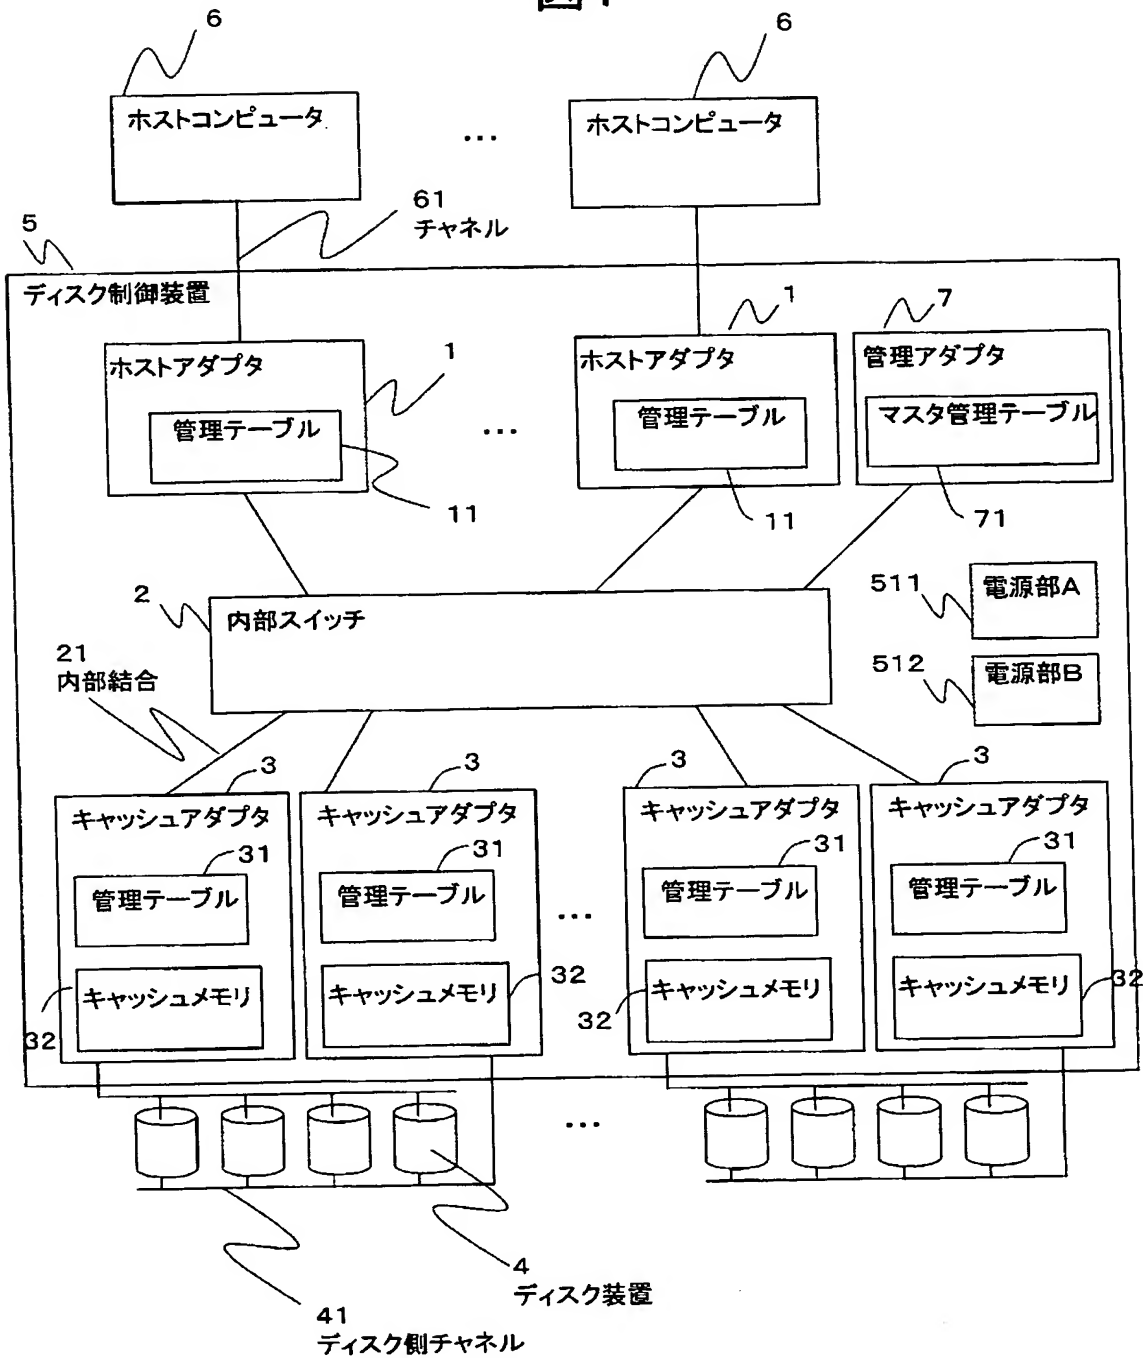 6
6
ホストコンピュータ
…
ホストコンピュータ
61
チャネル
5
ディスク制御装置
1
7
ホストアダプタ
1
ホストアダプタ
管理アダプタ
管理テーブル
…
管理テーブル
マスタ管理テーブル
11
11
71
2
内部スイッチ
511
電源部A
21
内部結合
512
電源部B
3
3
3
3
キャッシュアダプタ
キャッシュアダプタ
キャッシュアダプタ
キャッシュアダプタ
31
31
31
31
管理テーブル
管理テーブル
…
管理テーブル
管理テーブル
キャッシュメモリ
キャッシュメモリ
キャッシュメモリ
キャッシュメモリ
32
32
32
32
…
4
ディスク装置
41
ディスク側チャネル